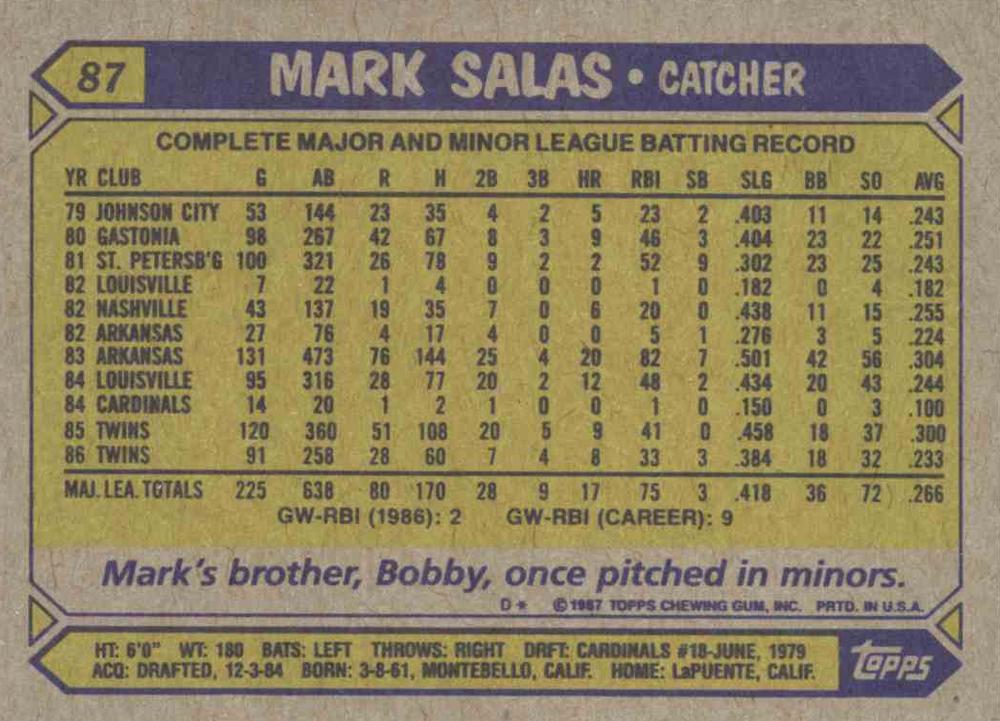 87 MARK SALAS • CATCHER
COMPLETE MAJOR AND MINOR LEAGUE BATTING RECORD
YR CLUB G AB R H 2B 3B HR RBI SB SLG BB SO AVG
79 JOHNSON CITY 53 144 23 35 4 2 5 23 2 .403 11 14 .243
80 GASTONIA 98 267 42 67 8 3 9 46 3 .404 23 22 .251
81 ST. PETERSB'G 100 321 26 78 9 2 2 52 9 .302 23 25 .243
82 LOUISVILLE 7 22 1 4 0 0 0 1 0 .182 0 4 .182
82 NASHVILLE 43 137 19 35 7 0 6 20 0 .438 11 15 .255
82 ARKANSAS 27 76 4 17 4 0 0 5 1 .276 3 5 .224
83 ARKANSAS 131 473 76 144 25 4 20 82 7 .501 42 56 .304
84 LOUISVILLE 95 316 28 77 20 2 12 48 2 .434 20 43 .244
84 CARDINALS 14 20 1 2 1 0 0 1 0 .150 0 3 .100
85 TWINS 120 360 51 108 20 5 9 41 0 .458 18 37 .300
86 TWINS 91 258 28 60 7 4 8 33 3 .384 18 32 .233
MAJ. LEA. TOTALS 225 638 80 170 28 9 17 75 3 .418 36 72 .266
GW-RBI (1986): 2 GW-RBI (CAREER): 9
Mark's brother, Bobby, once pitched in minors.
D* © 1987 TOPPS CHEWING GUM, INC. PRTD. IN U.S.A.
HT: 6'0" WT: 180 BATS: LEFT THROWS: RIGHT DRFT: CARDINALS #18-JUNE, 1979
ACQ: DRAFTED, 12-3-84 BORN: 3-8-61, MONTEBELLO, CALIF. HOME: LaPUENTE, CALIF.
Topps